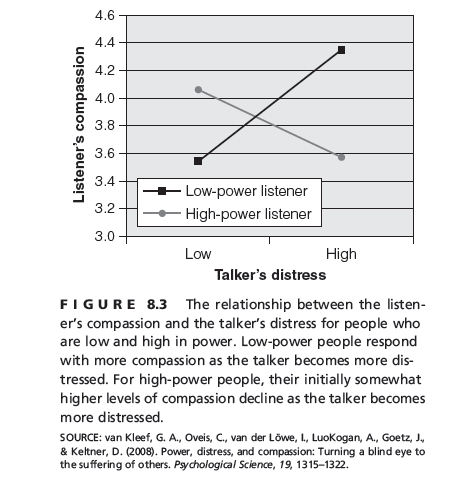 4.6
4.4
4.2
4.0
3.8
3.6
3.4
3.2
3.0
Listener's compassion
Low-power listener
High-power listener
Low High
Talker's distress
FIGURE 8.3 The relationship between the listen-
er's compassion and the talker's distress for people who
are low and high in power. Low-power people respond
with more compassion as the talker becomes more dis-
tressed. For high-power people, their initially somewhat
higher levels of compassion decline as the talker becomes
more distressed.
SOURCE: van Kleef, G. A., Oveis, C., van der Löwe, I., LuoKogan, A., Goetz, J.,
& Keltner, D. (2008). Power, distress, and compassion: Turning a blind eye to
the suffering of others. Psychological Science, 19, 1315–1322.